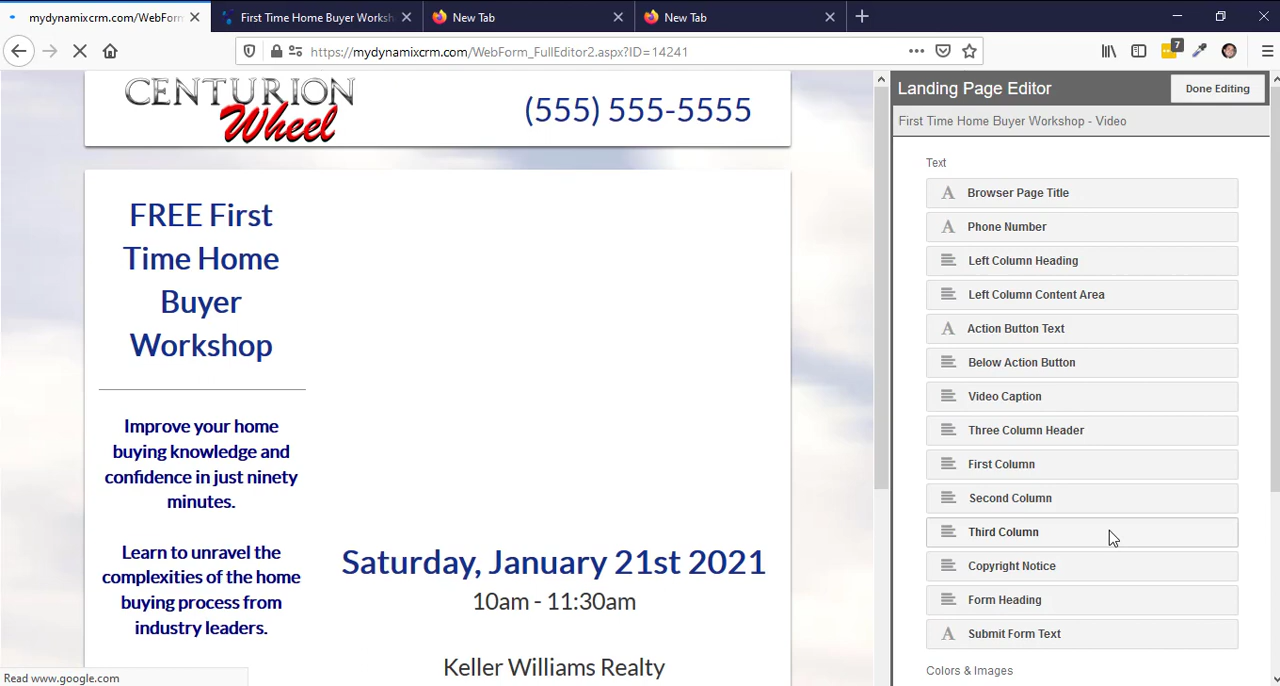 mydynamixcrm.com/WebForm
First Time Home Buyer Worksh
New Tab
New Tab
https://mydynamixcrm.com/WebForm_FullEditor2.aspx?ID=14241
7
CENTURION
Wheel
(555) 555-5555
FREE First
Time Home
Buyer
Workshop
Improve your home
buying knowledge and
confidence in just ninety
minutes.
Learn to unravel the
complexities of the home
buying process from
industry leaders.
Saturday, January 21st 2021
10am - 11:30am
Keller Williams Realty
Read www.google.com
Landing Page Editor
Done Editing
First Time Home Buyer Workshop - Video
Text
Browser Page Title
Phone Number
Left Column Heading
Left Column Content Area
Action Button Text
Below Action Button
Video Caption
Three Column Header
First Column
Second Column
Third Column
Copyright Notice
Form Heading
Submit Form Text
Colors & Images